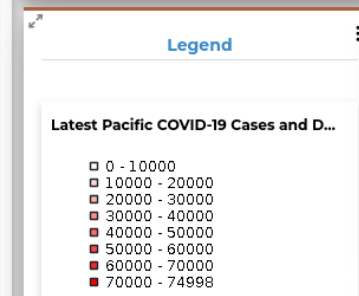 Legend
Latest Pacific COVID-19 Cases and D...
0 - 10000
10000 - 20000
20000 - 30000
30000 - 40000
40000 - 50000
50000 - 60000
60000 - 70000
70000 - 74998